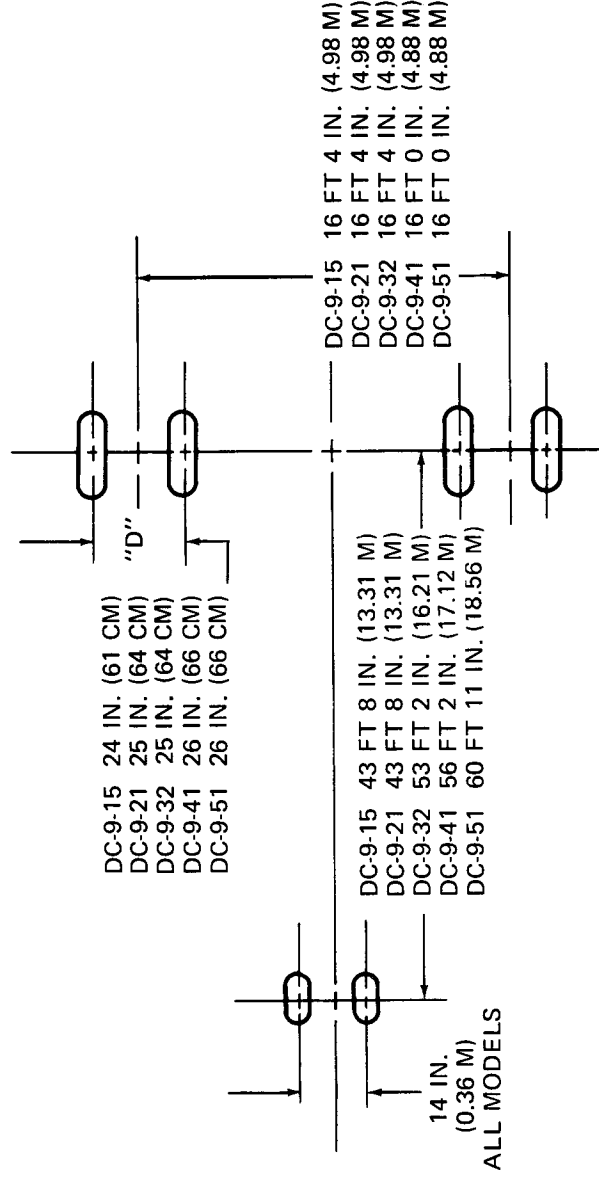 DC-9-15 24 IN. (61 CM)
DC-9-21 25 IN. (64 CM)
DC-9-32 25 IN. (64 CM)
DC-9-41 26 IN. (66 CM)
DC-9-51 26 IN. (66 CM)
"D"
DC-9-15 16 FT 4 IN. (4.98 M)
DC-9-21 16 FT 4 IN. (4.98 M)
DC-9-32 16 FT 4 IN. (4.98 M)
DC-9-41 16 FT 0 IN. (4.88 M)
DC-9-51 16 FT 0 IN. (4.88 M)
DC-9-15 43 FT 8 IN. (13.31 M)
DC-9-21 43 FT 8 IN. (13.31 M)
DC-9-32 53 FT 2 IN. (16.21 M)
DC-9-41 56 FT 2 IN. (17.12 M)
DC-9-51 60 FT 11 IN. (18.56 M)
14 IN.
(0.36 M)
ALL MODELS